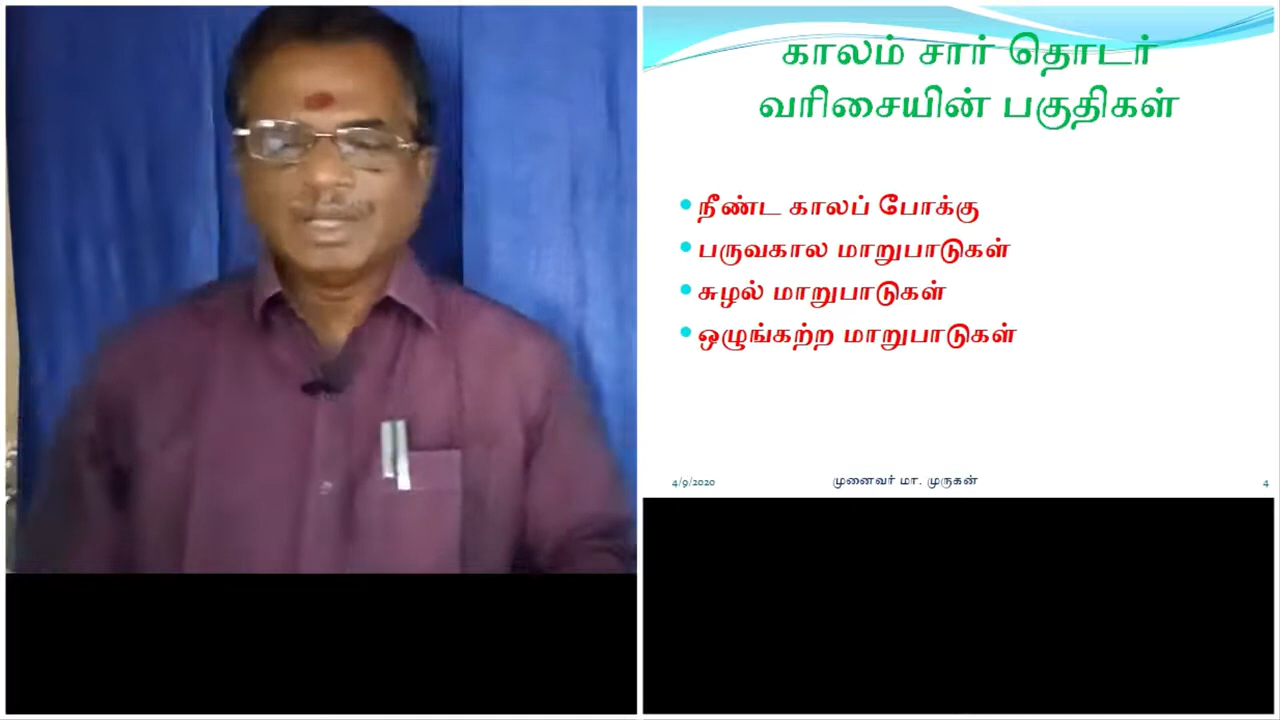 காலம் சார் தொடர்
வரிசையின் பகுதிகள்
நீண்ட காலப் போக்கு
பருவகால மாறுபாடுகள்
சுழல் மாறுபாடுகள்
ஒழுங்கற்ற மாறுபாடுகள்
4/9/2020 முனைவர் மா. முருகன் 4